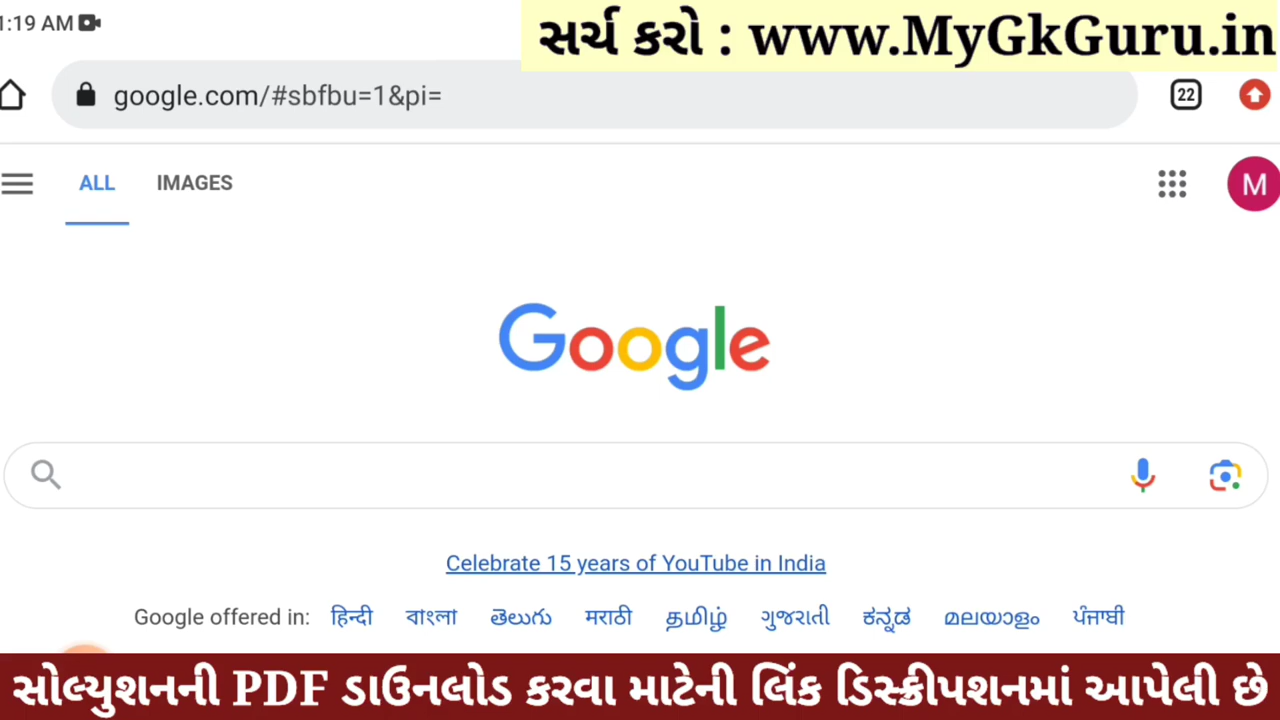 1:19 AM
સર્ચ કરો : www.MyGkGuru.in
google.com/#sbfbu=1&pi=
22
ALL IMAGES
M
Google
Celebrate 15 years of YouTube in India
Google offered in: हिन्दी বাংলা తెలుగు मराठी தமிழ் ગુજરાતી ಕನ್ನಡ മലയാളം ਪੰਜਾਬੀ
સોલ્યુશનની PDF ડાઉનલોડ કરવા માટેની લિંક ડિસ્ક્રીપશનમાં આપેલી છે